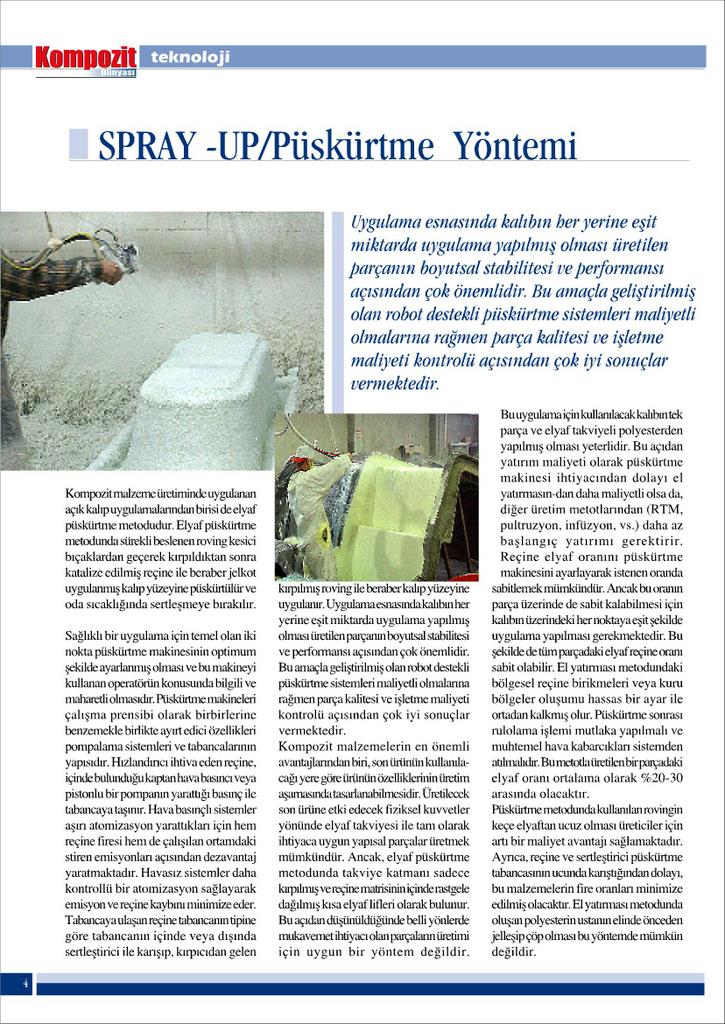 Kompozit
Dünyası
teknoloji
SPRAY -UP/Püskürtme Yöntemi
Uygulama esnasında kalıbın her yerine eşit
miktarda uygulama yapılmış olması üretilen
parçanın boyutsal stabilitesi ve performansı
açısından çok önemlidir. Bu amaçla geliştirilmiş
olan robot destekli püskürtme sistemleri maliyetli
olmalarına rağmen parça kalitesi ve işletme
maliyeti kontrolü açısından çok iyi sonuçlar
vermektedir.
Kompozit malzeme üretiminde uygulanan
açık kalıp uygulamalarından birisi de elyaf
püskürtme metodudur. Elyaf püskürtme
metodunda sürekli beslenen roving kesici
bıçaklardan geçerek kırpıldıktan sonra
katalize edilmiş reçine ile beraber jelkot
uygulanmış kalıp yüzeyine püskürtülür ve
oda sıcaklığında sertleşmeye bırakılır.
Sağlıklı bir uygulama için temel olan iki
nokta püskürtme makinesinin optimum
şekilde ayarlanmış olması ve bu makineyi
kullanan operatörün konusunda bilgili ve
maharetli olmasıdır. Püskürtme makineleri
çalışma prensibi olarak birbirlerine
benzemekle birlikte ayırt edici özellikleri
pompalama sistemleri ve tabancalarının
yapısıdır. Hızlandırıcı ihtiva eden reçine,
içinde bulunduğu kaptan hava basıncı veya
pistonlu bir pompanın yarattığı basınç ile
tabancaya taşınır. Hava basınçlı sistemler
aşırı atomizasyon yarattıkları için hem
reçine firesi hem de çalışılan ortamdaki
stiren emisyonları açısından dezavantaj
yaratmaktadır. Havasız sistemler daha
kontrollü bir atomizasyon sağlayarak
emisyon ve reçine kaybını minimize eder.
Tabancaya ulaşan reçine tabancanın tipine
göre tabancanın içinde veya dışında
sertleştirici ile karışıp, kırpıcıdan gelen
kırpılmış roving ile beraber kalıp yüzeyine
uygulanır. Uygulama esnasında kalıbın her
yerine eşit miktarda uygulama yapılmış
olması üretilen parçanın boyutsal stabilitesi
ve performansı açısından çok önemlidir.
Bu amaçla geliştirilmiş olan robot destekli
püskürtme sistemleri maliyetli olmalarına
rağmen parça kalitesi ve işletme maliyeti
kontrolü açısından çok iyi sonuçlar
vermektedir.
Kompozit malzemelerin en önemli
avantajlarından biri, son ürünün kullanıla-
cağı yere göre ürünün özelliklerinin üretim
aşamasında tasarlanabilmesidir. Üretilecek
son ürüne etki edecek fiziksel kuvvetler
yönünde elyaf takviyesi ile tam olarak
ihtiyaca uygun yapısal parçalar üretmek
mümkündür. Ancak, elyaf püskürtme
metodunda takviye katmanı sadece
kırpılmış ve reçine matrisinin içinde rastgele
dağılmış kısa elyaf lifleri olarak bulunur.
Bu açıdan düşünüldüğünde belli yönlerde
mukavemet ihtiyacı olan parçaların üretimi
için uygun bir yöntem değildir.
Bu uygulama için kullanılacak kalıbın tek
parça ve elyaf takviyeli polyesterden
yapılmış olması yeterlidir. Bu açıdan
yatırım maliyeti olarak püskürtme
makinesi ihtiyacından dolayı el
yatırmasın-dan daha maliyetli olsa da,
diğer üretim metotlarından (RTM,
pultruzyon, infüzyon, vs.) daha az
başlangıç yatırımı gerektirir.
Reçine elyaf oranını püskürtme
makinesini ayarlayarak istenen oranda
sabitlemek mümkündür. Ancak bu oranın
parça üzerinde de sabit kalabilmesi için
kalıbın üzerindeki her noktaya eşit şekilde
uygulama yapılması gerekmektedir. Bu
şekilde de tüm parçadaki elyaf reçine oranı
sabit olabilir. El yatırması metodundaki
bölgesel reçine birikmeleri veya kuru
bölgeler oluşumu hassas bir ayar ile
ortadan kalkmış olur. Püskürtme sonrası
rulolama işlemi mutlaka yapılmalı ve
muhtemel hava kabarcıkları sistemden
atılmalıdır. Bu metotla üretilen bir parçadaki
elyaf oranı ortalama olarak %20-30
arasında olacaktır.
Püskürtme metodunda kullanılan rovingin
keçe elyaftan ucuz olması üreticiler için
artı bir maliyet avantajı sağlamaktadır.
Ayrıca, reçine ve sertleştirici püskürtme
tabancasının ucunda karıştığından dolayı,
bu malzemelerin fire oranları minimize
edilmiş olacaktır. El yatırması metodunda
oluşan polyesterin ustanın elinde önceden
jelleşip çöp olması bu yöntemde mümkün
değildir.
4